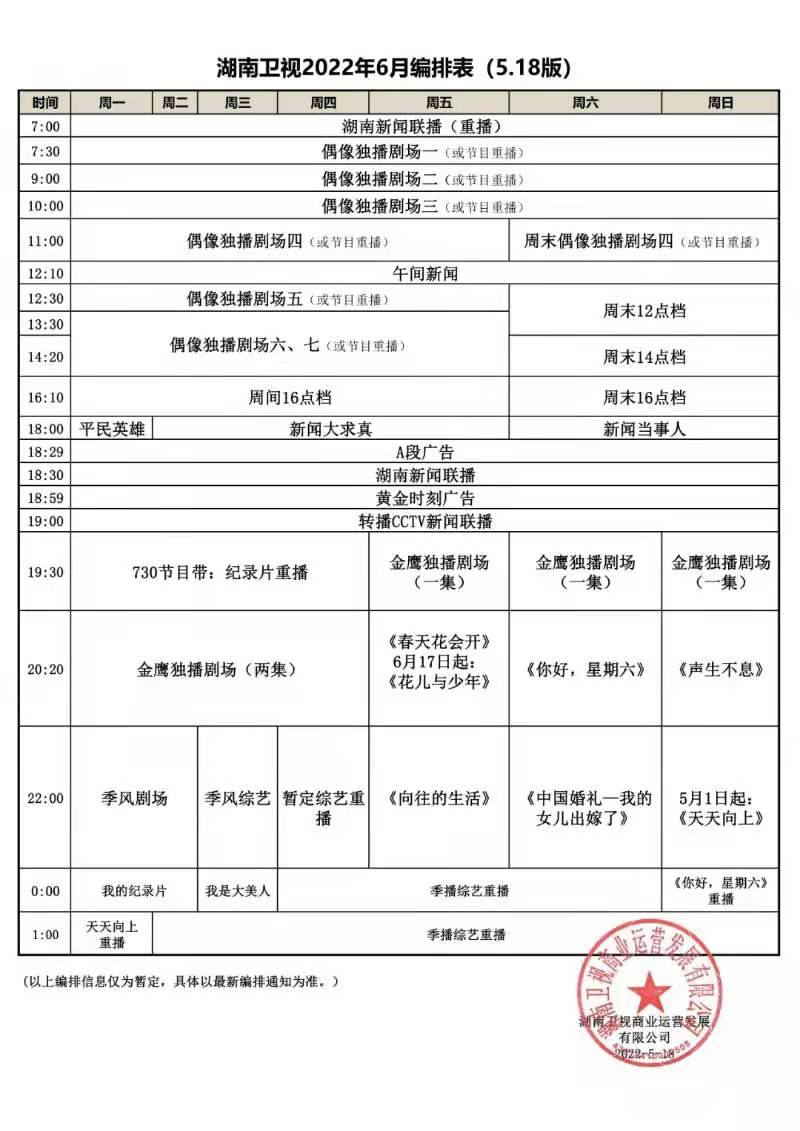 湖南卫视2022年6月编排表（5.18版）
时间 周一 周二 周三 周四 周五 周六 周日
7:00 湖南新闻联播（重播）
7:30 偶像独播剧场一（或节目重播）
9:00 偶像独播剧场二（或节目重播）
10:00 偶像独播剧场三（或节目重播）
11:00 偶像独播剧场四（或节目重播） 周末偶像独播剧场四（或节目重播）
12:10 午间新闻
12:30 偶像独播剧场五（或节目重播） 周末12点档
13:30
偶像独播剧场六、七（或节目重播）
14:20 周末14点档
16:10 周间16点档 周末16点档
18:00 平民英雄 新闻大求真 新闻当事人
18:29 A段广告
18:30 湖南新闻联播
18:59 黄金时刻广告
19:00 转播CCTV新闻联播
19:30 730节目带：纪录片重播 金鹰独播剧场（一集） 金鹰独播剧场（一集） 金鹰独播剧场（一集）
20:20 金鹰独播剧场（两集） 《春天花会开》6月17日起：《花儿与少年》 《你好，星期六》 《声生不息》
22:00 季风剧场 季风综艺 暂定综艺重播 《向往的生活》 《中国婚礼—我的女儿出嫁了》 5月1日起：《天天向上》
0:00 我的纪录片 我是大美人 季播综艺重播 《你好，星期六》重播
1:00 天天向上重播 季播综艺重播
(以上编排信息仅为暂定，具体以最新编排通知为准。)
湖南卫视商业运营发展有限公司
湖南卫视商业运营发展
有限公司
2022-5-18